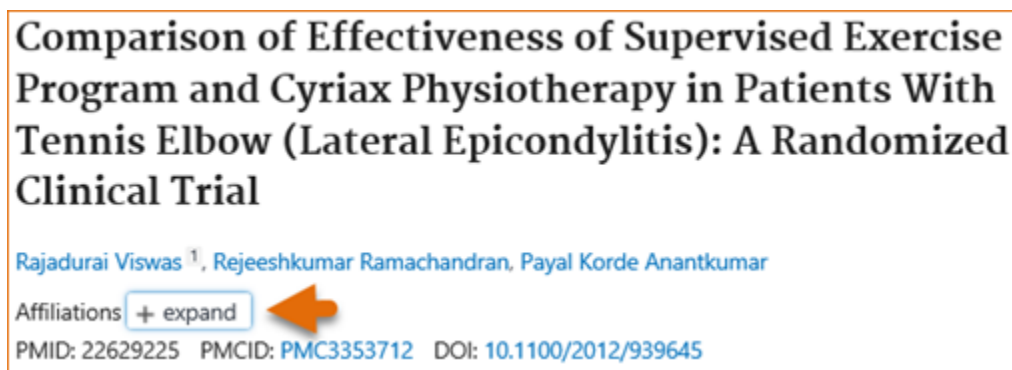 Comparison of Effectiveness of Supervised Exercise
Program and Cyriax Physiotherapy in Patients With
Tennis Elbow (Lateral Epicondylitis): A Randomized
Clinical Trial
Rajadurai Viswas 1, Rejeeshkumar Ramachandran, Payal Korde Anantkumar
Affiliations + expand
PMID: 22629225 PMCID: PMC3353712 DOI: 10.1100/2012/939645